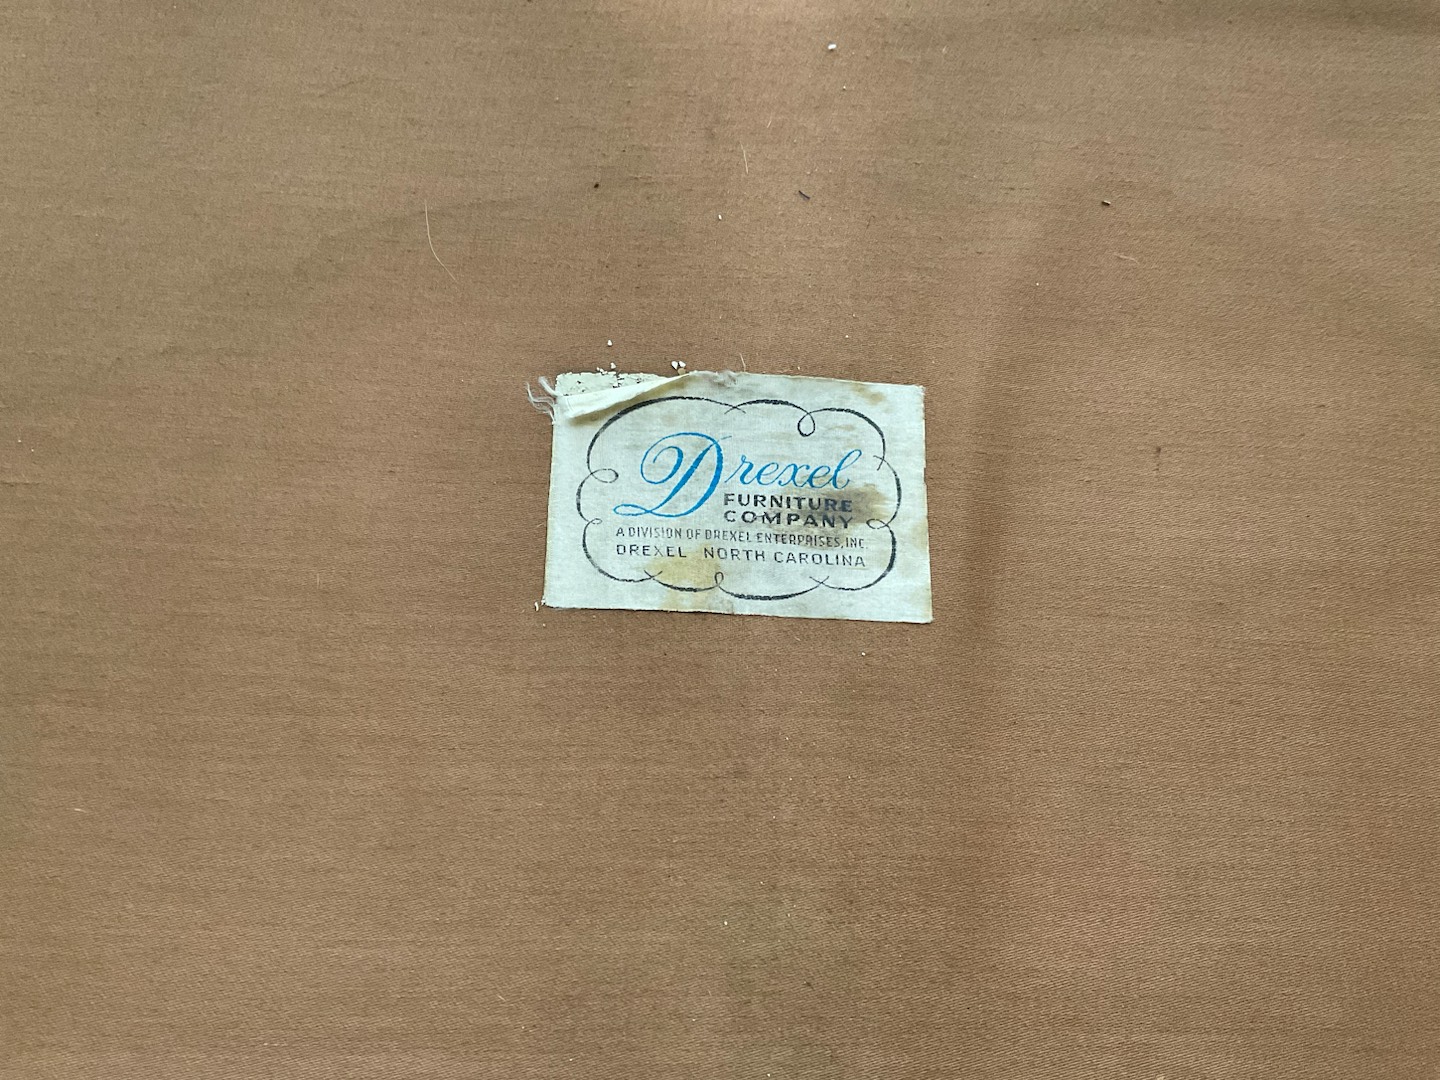 Drexel
FURNITURE
COMPANY
A DIVISION OF DREXEL ENTERPRISES, INC.
DREXEL NORTH CAROLINA